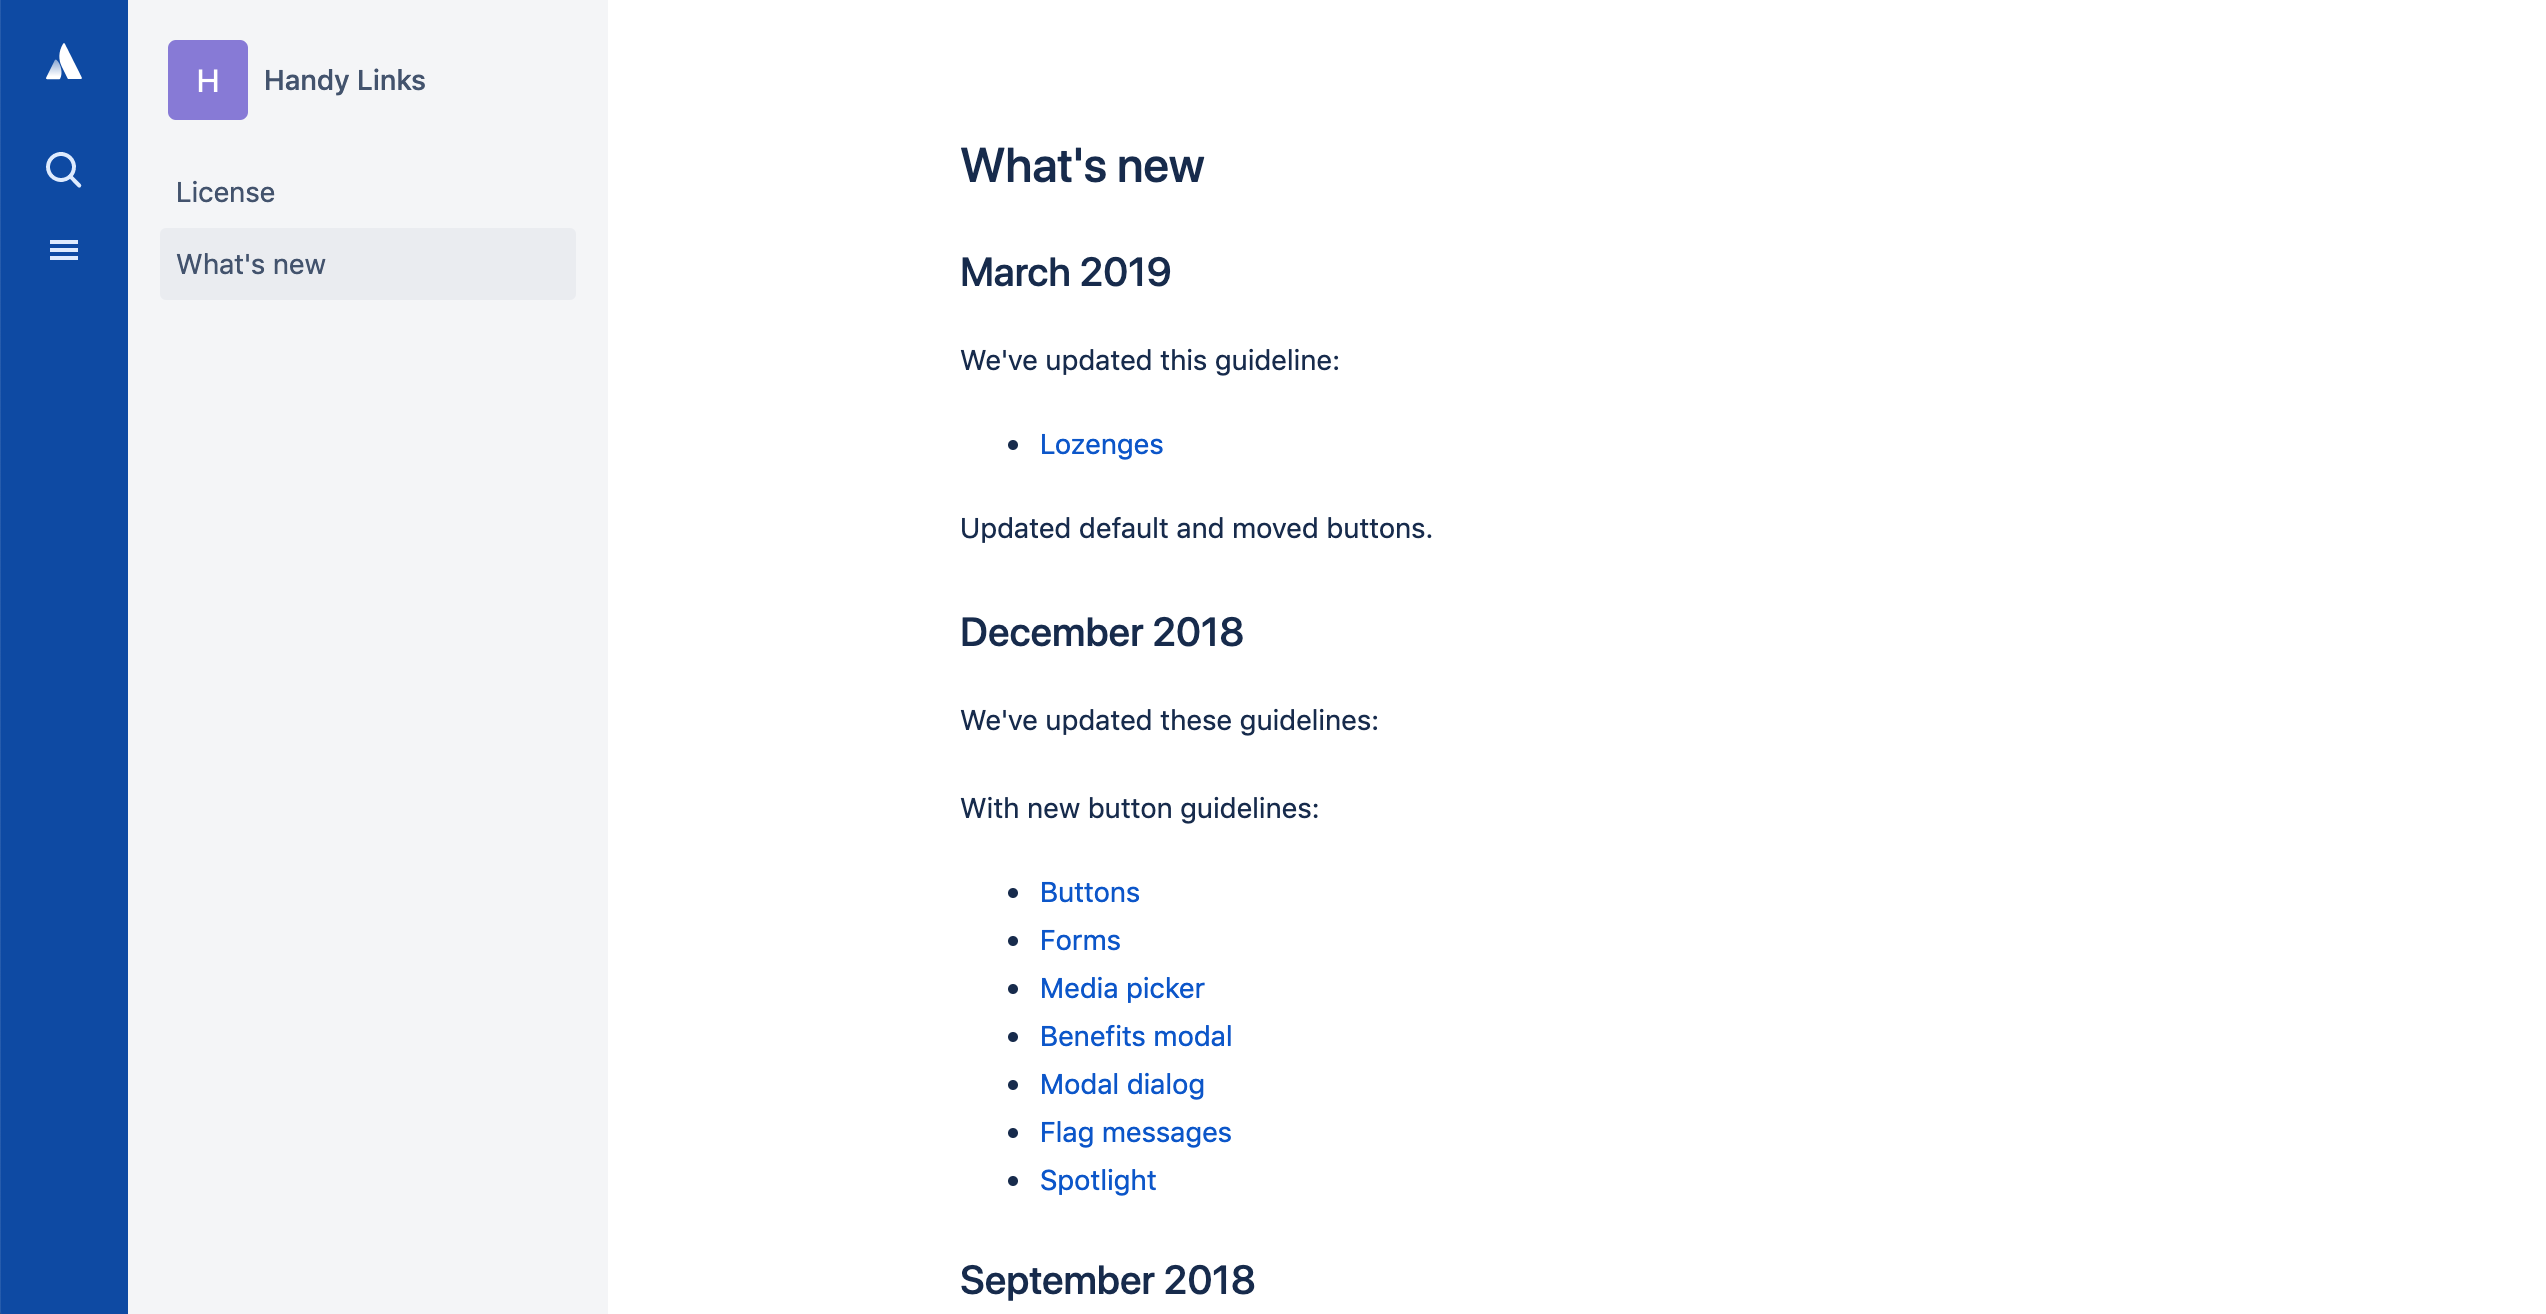 H
Handy Links
License
What's new
What's new
March 2019
We've updated this guideline:
Lozenges
Updated default and moved buttons.
December 2018
We've updated these guidelines:
With new button guidelines:
Buttons
Forms
Media picker
Benefits modal
Modal dialog
Flag messages
Spotlight
September 2018